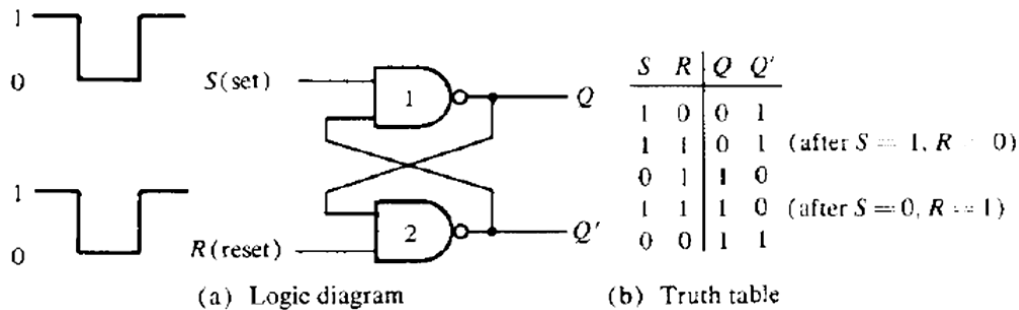 1
0
S(set)
1
Q
1
0
R(reset)
2
Q'
(a) Logic diagram
S R Q Q'
1 0 0 1
1 1 0 1 (after S = 1, R = 0)
0 1 1 0
1 1 1 0 (after S = 0, R = 1)
0 0 1 1
(b) Truth table